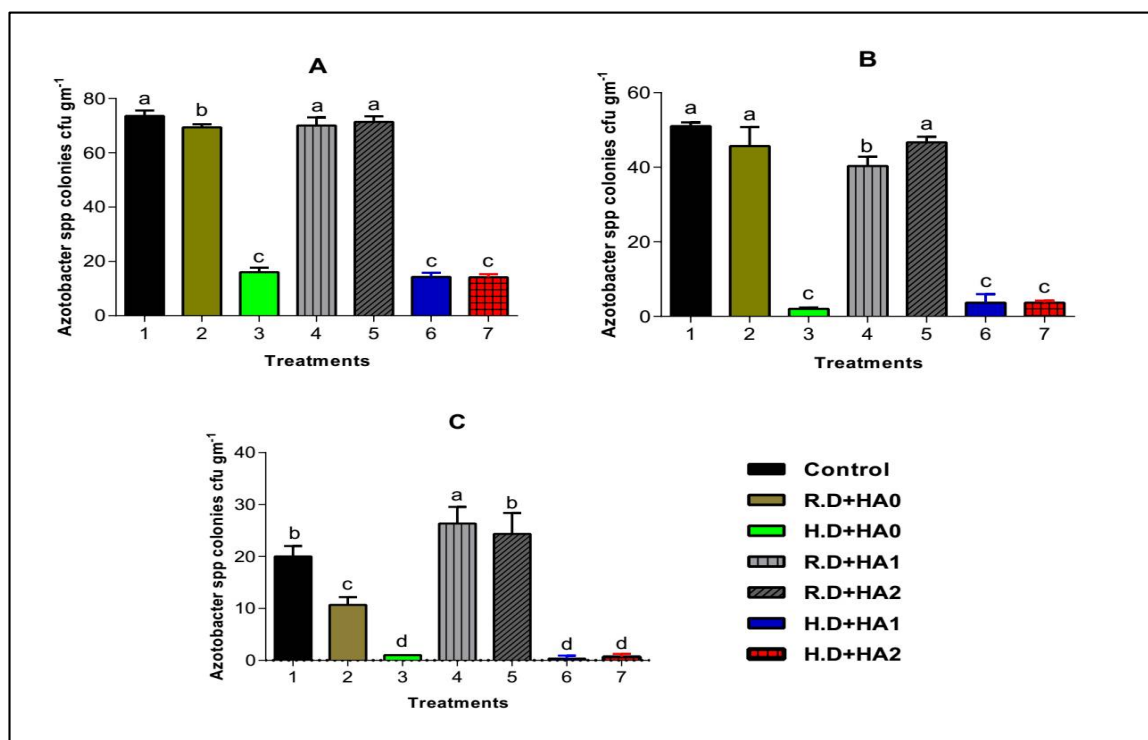 A
Azotobacter spp colonies cfu gm-1
80
60
40
20
0
a
b
c
a
a
c
c
1 2 3 4 5 6 7
Treatments
B
Azotobacter spp colonies cfu gm-1
60
40
20
0
a
a
c
b
a
c
c
1 2 3 4 5 6 7
Treatments
C
Azotobacter spp colonies cfu gm-1
40
30
20
10
0
b
c
d
a
b
d
d
1 2 3 4 5 6 7
Treatments
Control
R.D+HA0
H.D+HA0
R.D+HA1
R.D+HA2
H.D+HA1
H.D+HA2